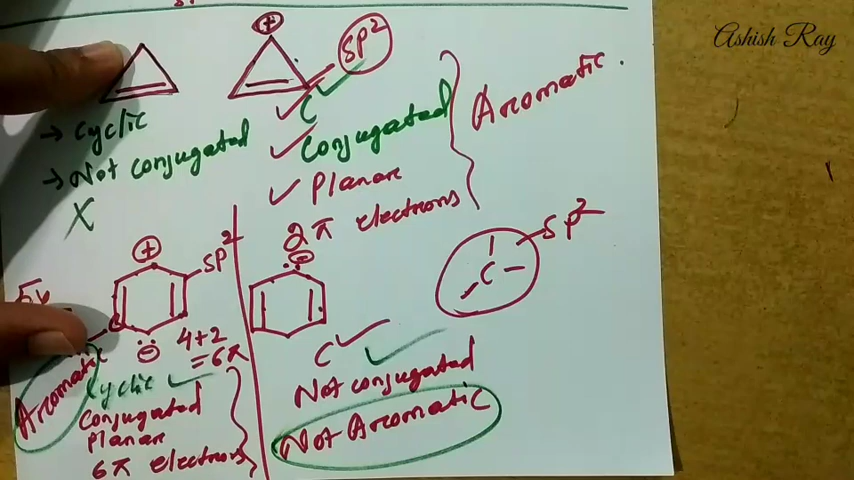 Ashish Ray
+
SP²
→ Cyclic
→ Not conjugated
X
C
Conjugated
Planar
2π electrons
Aromatic.
+
SP²
4+2
=6π
Aromatic
Cyclic
Conjugated
Planar
6π electrons
C
SP²
C
Not conjugated
Not Aromatic